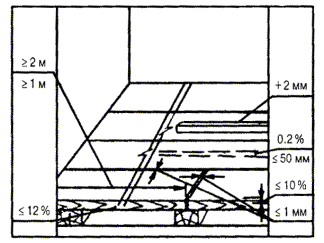 ≥2 м
≥1 м
+2 мм
0.2%
≤50 мм
≤10%
≤1 мм
≤12%